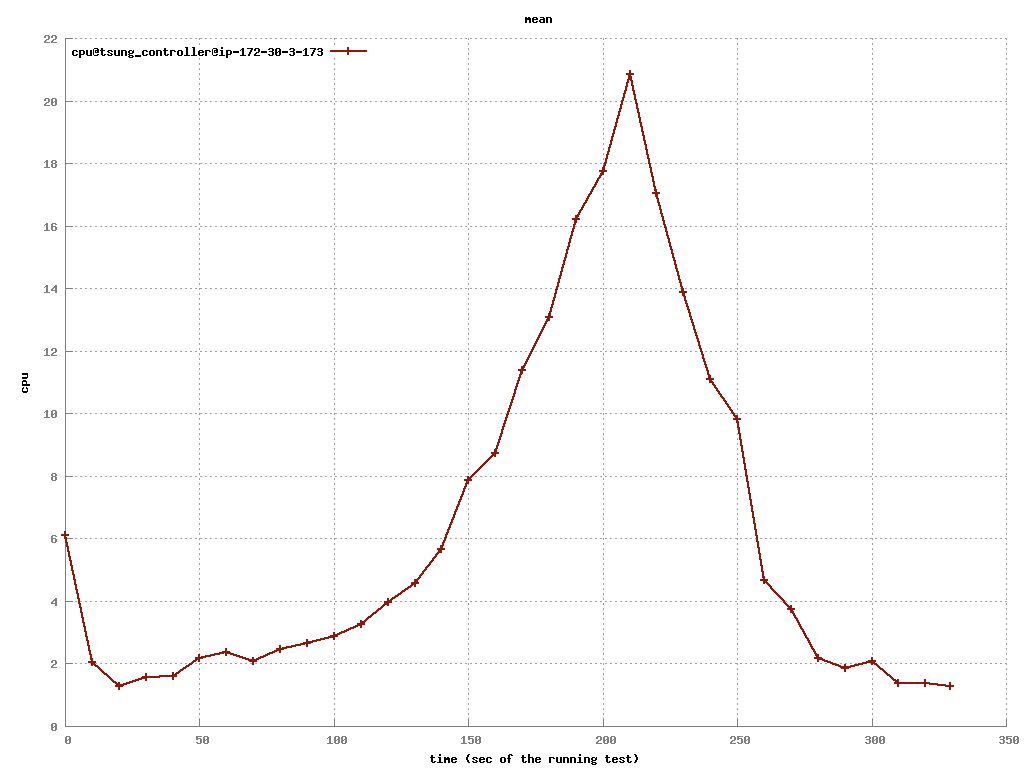 mean
22
cpu@tsung_controller@ip-172-30-3-173
20
18
16
14
12
cpu
10
8
6
4
2
0
0 50 100 150 200 250 300 350
time (sec of the running test)